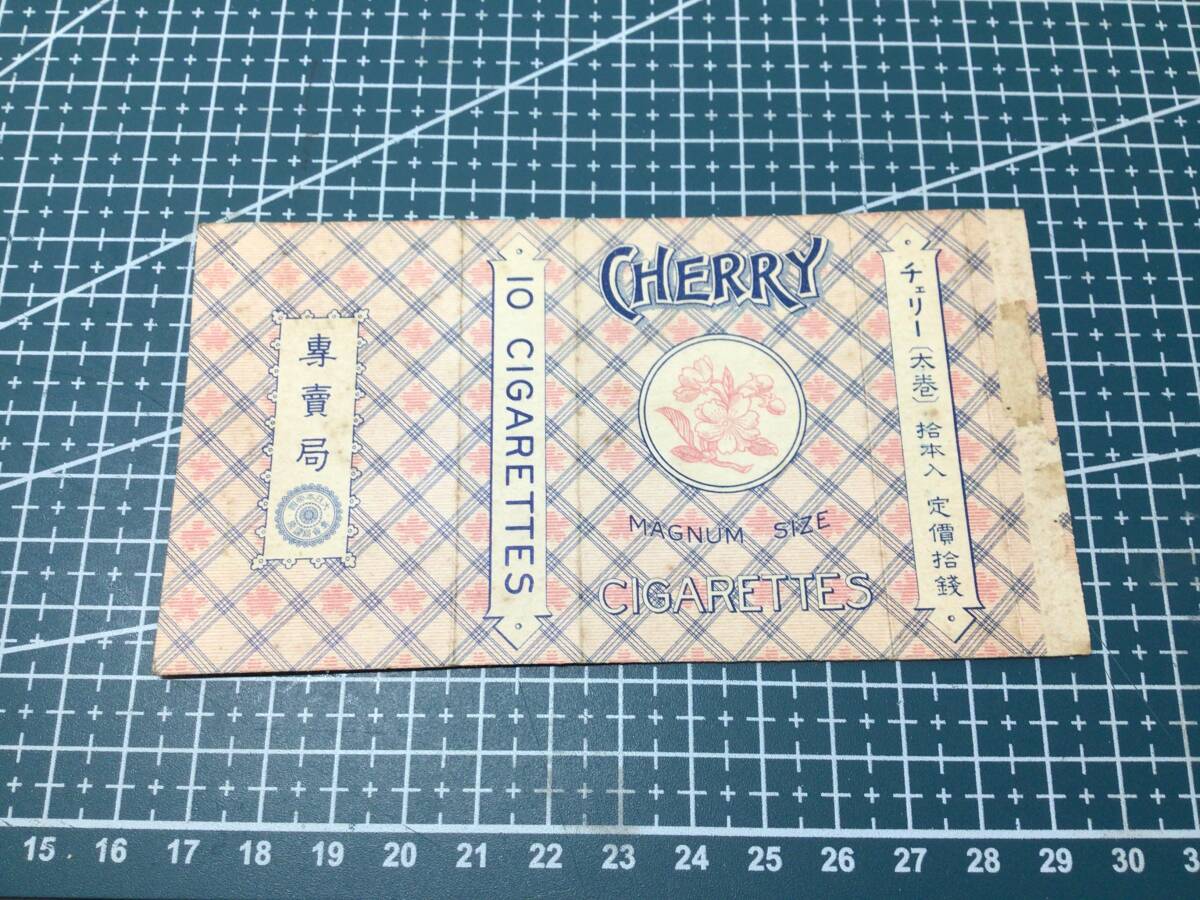 專賣局
10 CIGARETTES
CHERRY
MAGNUM SIZE
CIGARETTES
チェリー〔太巻〕拾本入 定價拾錢
15 16 17 18 19 20 21 22 23 24 25 26 27 28 29 30